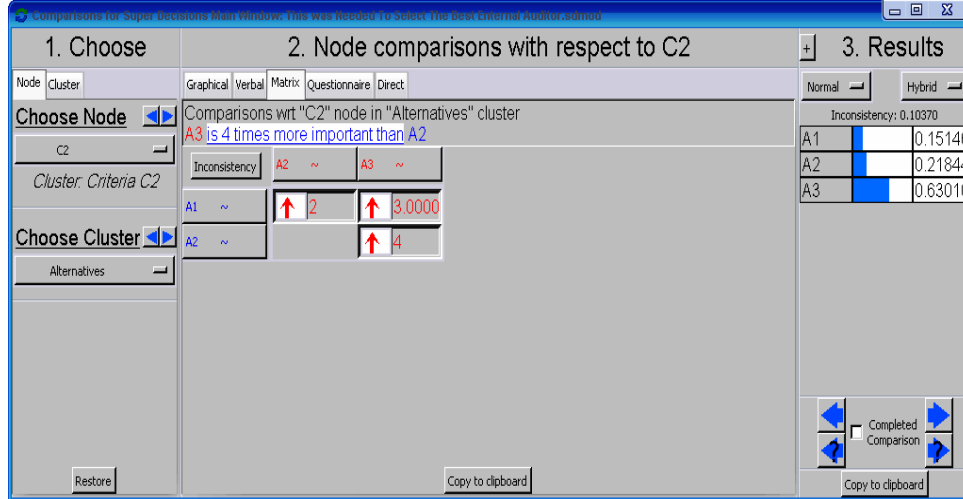 Comparisons for Super Decisions Main Window: This was Needed To Select The Best External Auditor.sdmod
1. Choose
2. Node comparisons with respect to C2
+ 3. Results
Node Cluster
Graphical Verbal Matrix Questionnaire Direct
Normal Hybrid
Choose Node
C2
Cluster: Criteria C2
Choose Cluster
Alternatives
Restore
Comparisons wrt "C2" node in "Alternatives" cluster
A3 is 4 times more important than A2
Inconsistency A2 ~ A3 ~
A1 ~ 2 3.0000
A2 ~ 4
Copy to clipboard
Inconsistency: 0.10370
A1 0.1514
A2 0.2184
A3 0.6301
Completed
Comparison
Copy to clipboard